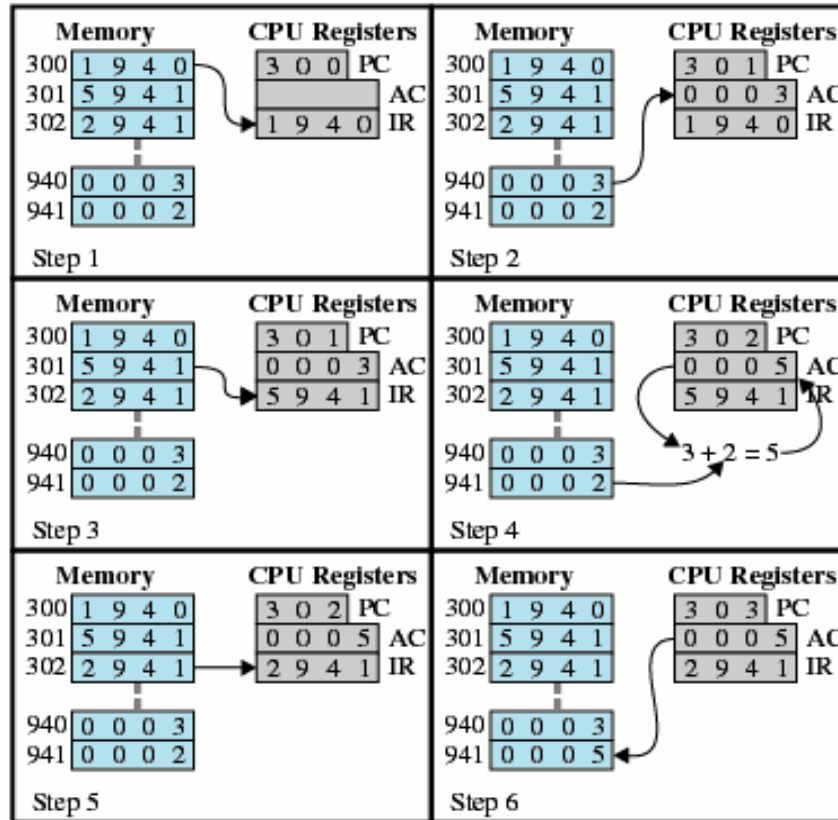 Memory CPU Registers
300 1 9 4 0 3 0 0 PC
301 5 9 4 1 AC
302 2 9 4 1 1 9 4 0 IR
940 0 0 0 3
941 0 0 0 2
Step 1
Memory CPU Registers
300 1 9 4 0 3 0 1 PC
301 5 9 4 1 0 0 0 3 AC
302 2 9 4 1 1 9 4 0 IR
940 0 0 0 3
941 0 0 0 2
Step 2
Memory CPU Registers
300 1 9 4 0 3 0 1 PC
301 5 9 4 1 0 0 0 3 AC
302 2 9 4 1 5 9 4 1 IR
940 0 0 0 3
941 0 0 0 2
Step 3
Memory CPU Registers
300 1 9 4 0 3 0 2 PC
301 5 9 4 1 0 0 0 5 AC
302 2 9 4 1 5 9 4 1 IR
940 0 0 0 3 3 + 2 = 5
941 0 0 0 2
Step 4
Memory CPU Registers
300 1 9 4 0 3 0 2 PC
301 5 9 4 1 0 0 0 5 AC
302 2 9 4 1 2 9 4 1 IR
940 0 0 0 3
941 0 0 0 2
Step 5
Memory CPU Registers
300 1 9 4 0 3 0 3 PC
301 5 9 4 1 0 0 0 5 AC
302 2 9 4 1 2 9 4 1 IR
940 0 0 0 3
941 0 0 0 5
Step 6